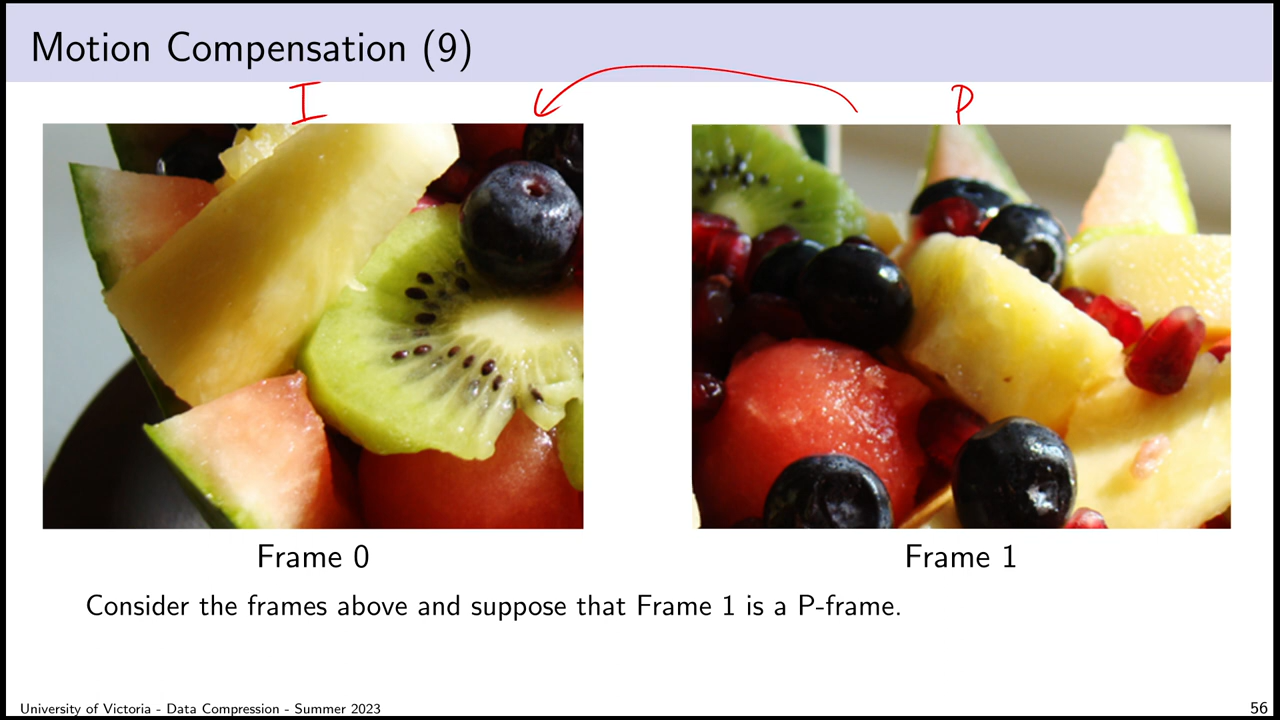 Motion Compensation (9)
I
P
Frame 0
Frame 1
Consider the frames above and suppose that Frame 1 is a P-frame.
University of Victoria - Data Compression - Summer 2023
56